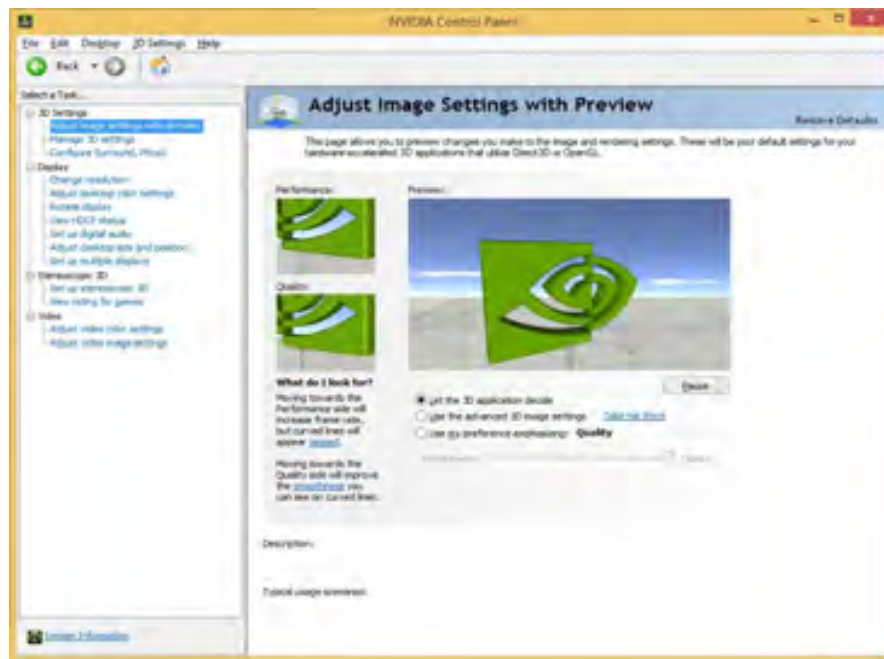 NVIDIA Control Panel
File Edit Desktop 3D Settings Help
Back
Select a Task...
3D Settings
Adjust image settings with preview
Manage 3D settings
Configure Surround, PhysX
Display
Change resolution
Adjust desktop color settings
Rotate display
View HDCP status
Set up digital audio
Adjust desktop size and position
Set up multiple displays
Stereoscopic 3D
Set up stereoscopic 3D
View rating for games
Video
Adjust video color settings
Adjust video image settings
System Information
Adjust Image Settings with Preview
Restore Defaults
This page allows you to preview changes you make to the image and rendering settings. These will be your default settings for your
hardware-accelerated 3D applications that utilize Direct3D or OpenGL.
Performance:
Quality:
What do I look for?
Moving towards the
Performance side will
increase frame rate,
but curved lines will
appear jagged.
Moving towards the
Quality side will improve
the smoothness you
can see on curved lines.
Preview:
Pause
Let the 3D application decide
Use the advanced 3D image settings Take me there
Use my preference emphasizing: Quality
Description:
Typical usage scenarios: